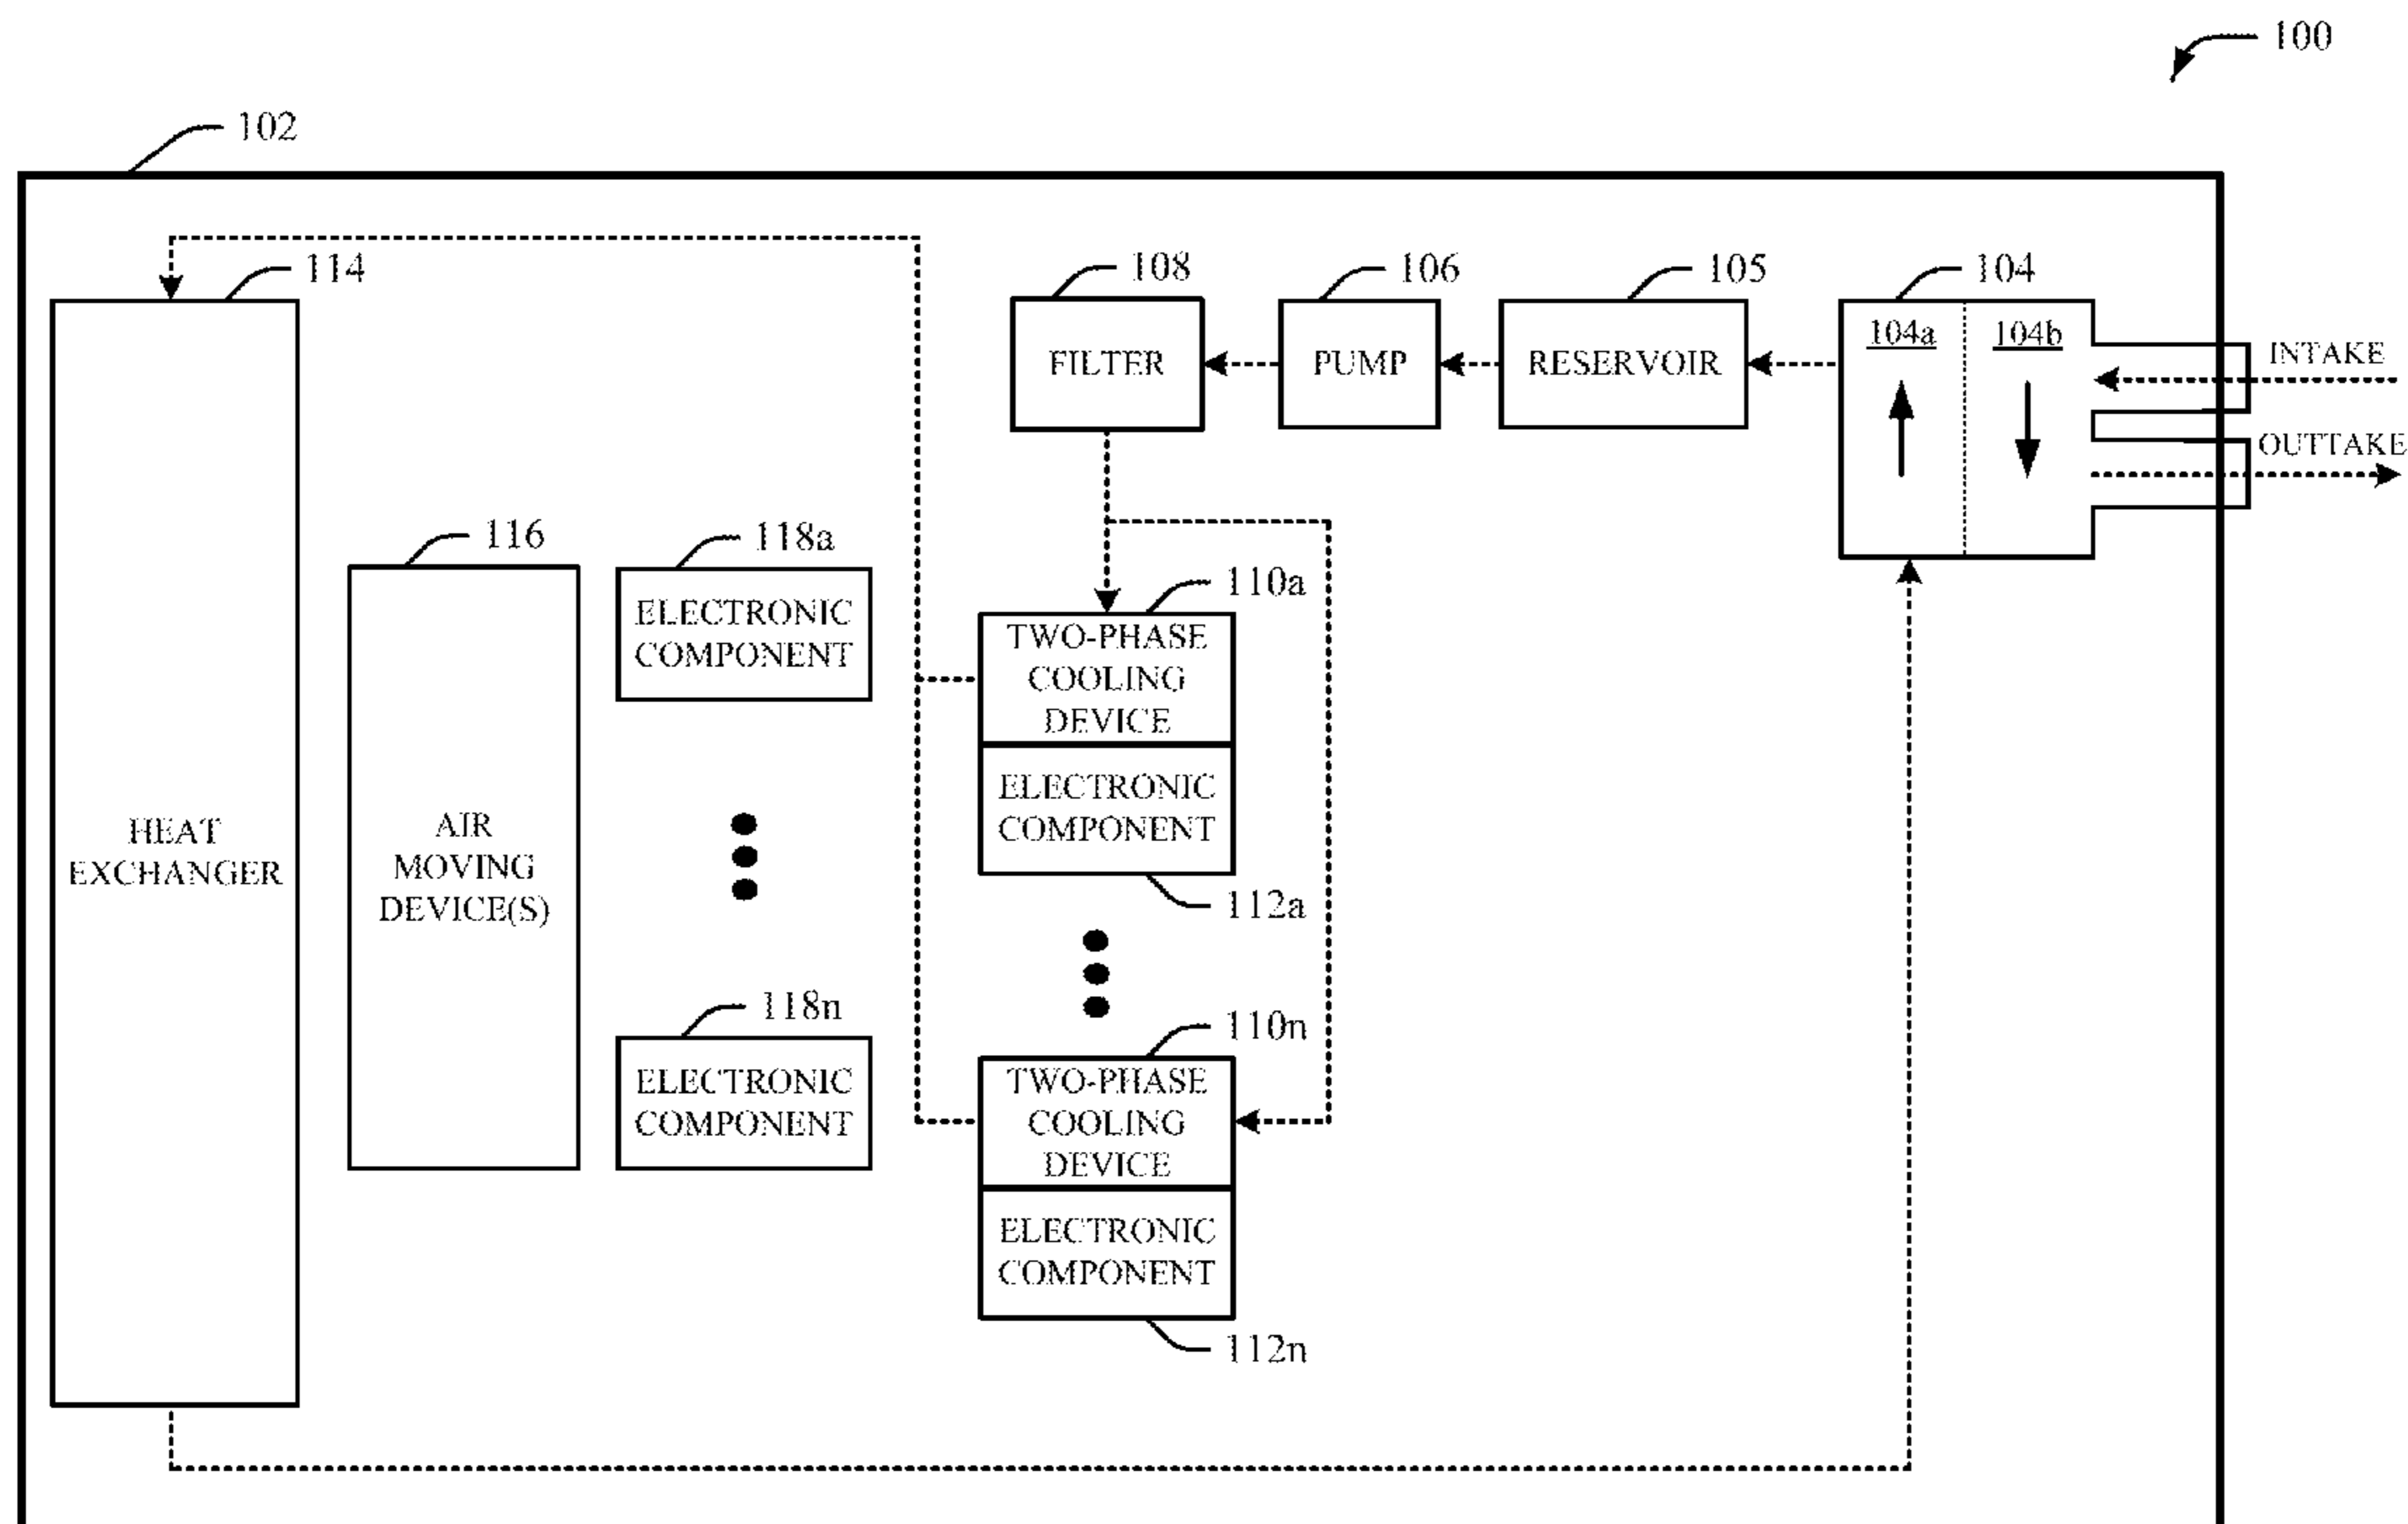 100
102
114
108
106
105
104
HEAT
EXCHANGER
FILTER
PUMP
RESERVOIR
104a
104b
INTAKE
OUTTAKE
116
AIR
MOVING
DEVICE(S)
118a
ELECTRONIC
COMPONENT
118n
ELECTRONIC
COMPONENT
110a
TWO-PHASE
COOLING
DEVICE
ELECTRONIC
COMPONENT
112a
110n
TWO-PHASE
COOLING
DEVICE
ELECTRONIC
COMPONENT
112n